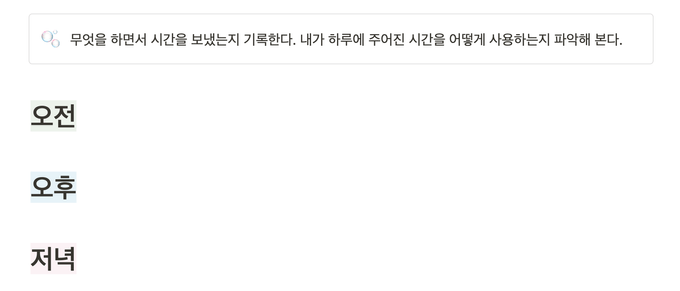 무엇을 하면서 시간을 보냈는지 기록한다. 내가 하루에 주어진 시간을 어떻게 사용하는지 파악해 본다.
오전
오후
저녁